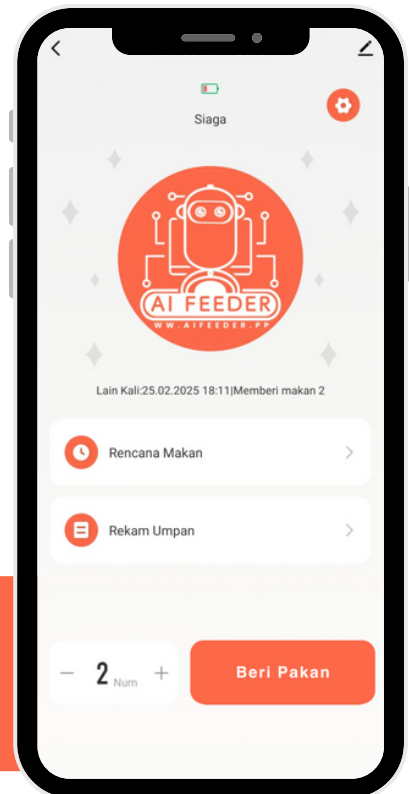 Siaga
AI FEEDER
WWW.AIFEEDER.PP
Lain Kali:25.02.2025 18:11|Memberi makan 2
Rencana Makan
Rekam Umpan
2 Num
Beri Pakan